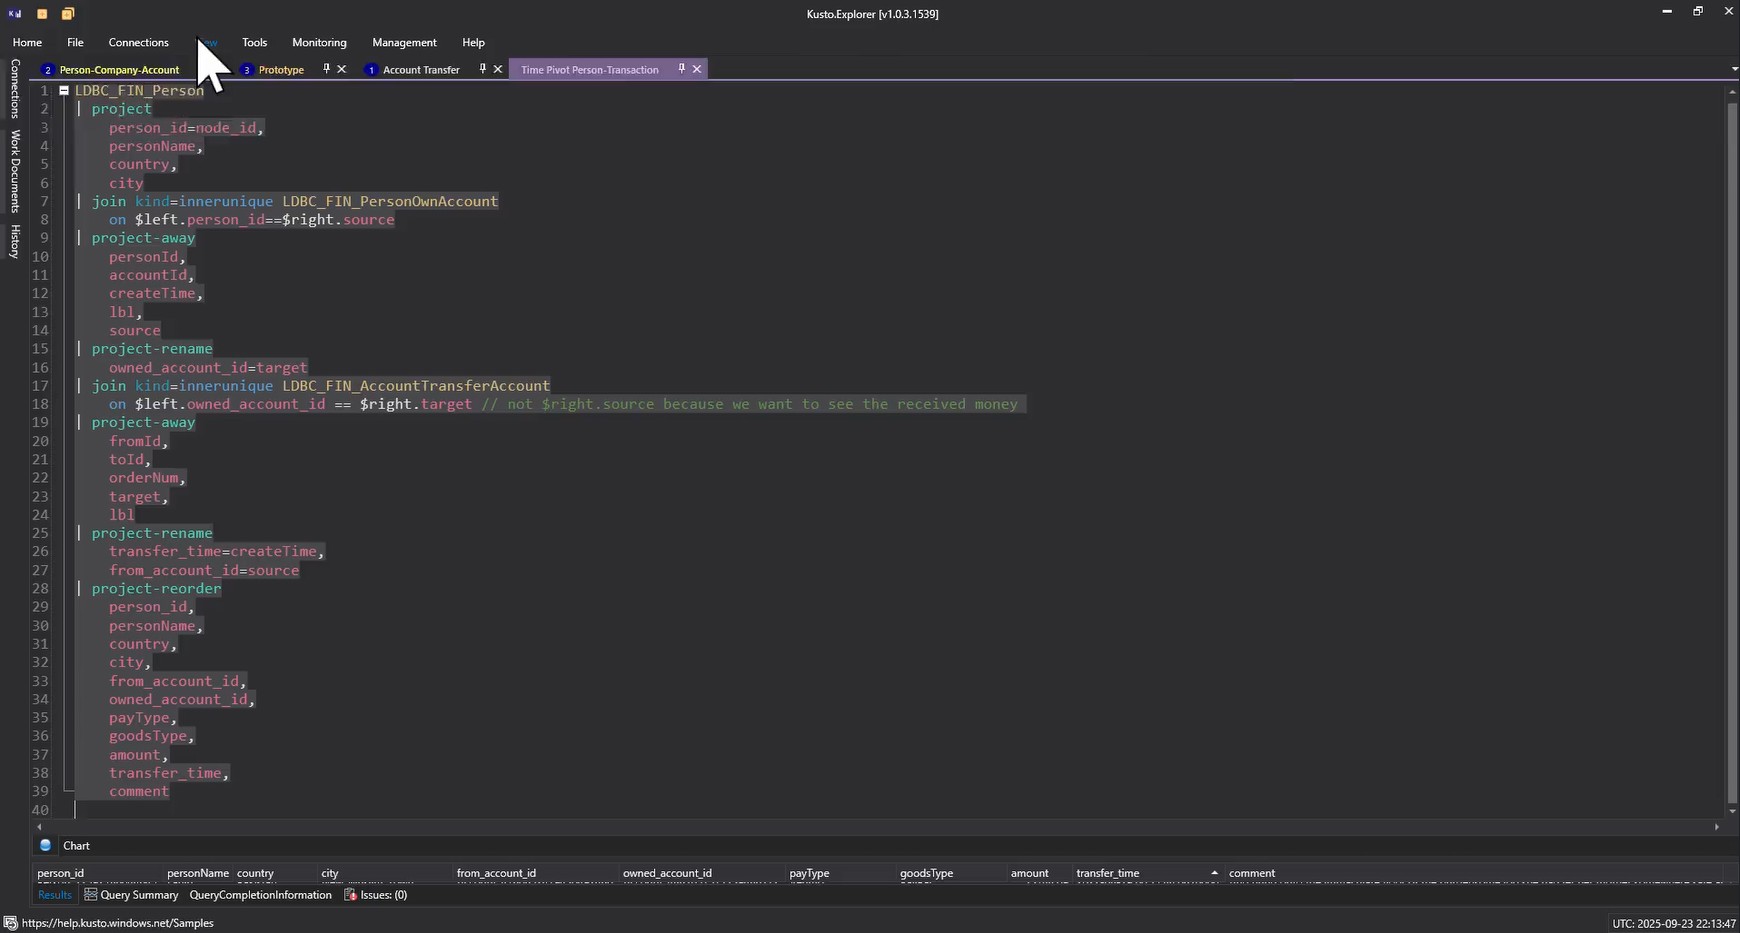 Kusto.Explorer [v1.0.3.1539]
Home File Connections Tools Monitoring Management Help
2 Person-Company-Account 3 Prototype 1 Account Transfer Time Pivot Person-Transaction
Connections
Work Documents
History
1 LDBC_FIN_Person
2 | project
3 person_id=node_id,
4 personName,
5 country,
6 city
7 | join kind=innerunique LDBC_FIN_PersonOwnAccount
8 on $left.person_id==$right.source
9 | project-away
10 personId,
11 accountId,
12 createTime,
13 lbl,
14 source
15 | project-rename
16 owned_account_id=target
17 | join kind=innerunique LDBC_FIN_AccountTransferAccount
18 on $left.owned_account_id == $right.target // not $right.source because we want to see the received money
19 | project-away
20 fromId,
21 toId,
22 orderNum,
23 target,
24 lbl
25 | project-rename
26 transfer_time=createTime,
27 from_account_id=source
28 | project-reorder
29 person_id,
30 personName,
31 country,
32 city,
33 from_account_id,
34 owned_account_id,
35 payType,
36 goodsType,
37 amount,
38 transfer_time,
39 comment
40
Chart
person_id personName country city from_account_id owned_account_id payType goodsType amount transfer_time comment
Results Query Summary QueryCompletionInformation Issues: (0)
https://help.kusto.windows.net/Samples UTC: 2025-09-23 22:13:47